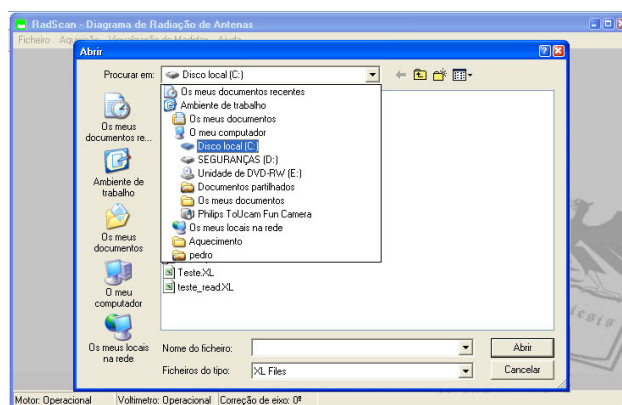 RadScan - Diagrama de Radiação de Antenas
Ficheiro
Ajuda
Abrir
Procurar em:
Disco local (C:)
Os meus documentos recentes
Ambiente de trabalho
Os meus documentos
O meu computador
Disco local (C:)
SEGURANÇAS (D:)
Unidade de DVD-RW (E:)
Documentos partilhados
Os meus documentos
Philips ToUcam Fun Camera
Os meus locais na rede
Aquecimento
pedro
Teste.XL
teste_read.XL
Os meus
documentos re...
Ambiente de
trabalho
Os meus
documentos
O meu
computador
Os meus locais
na rede
Nome do ficheiro:
Abrir
Ficheiros do tipo:
XL Files
Cancelar
Motor: Operacional
Voltimetro: Operacional
Correção de eixo: 0º